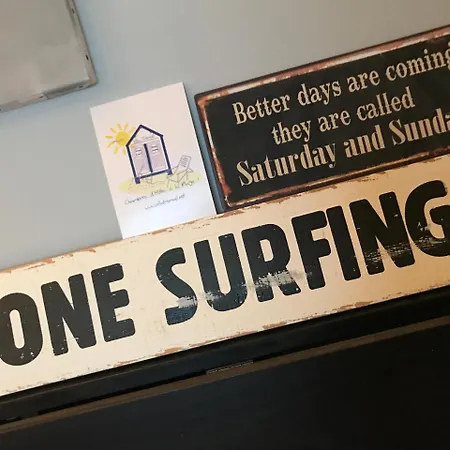 Better days are coming
they are called
Saturday and Sunda
ONE SURFING